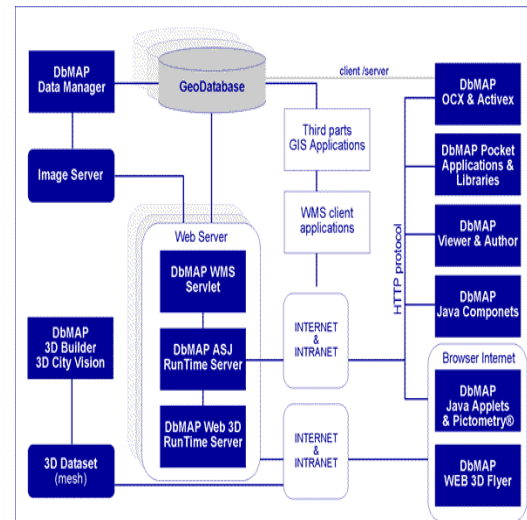 DbMAP
Data Manager
GeoDatabase
client /server
DbMAP
OCX & Activex
Third parts
GIS Applications
DbMAP Pocket
Applications &
Libraries
Image Server
WMS client
applications
DbMAP
Viewer & Author
HTTP protocol
Web Server
DbMAP WMS
Servlet
DbMAP
Java Componets
DbMAP
3D Builder
3D City Vision
DbMAP ASJ
RunTime Server
INTERNET
&
INTRANET
Browser Internet
DbMAP
Java Applets
& Pictometry®
DbMAP Web 3D
RunTime Server
INTERNET
&
INTRANET
3D Dataset
(mesh)
DbMAP
WEB 3D Flyer